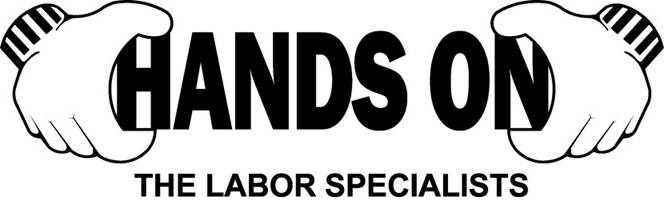 HANDS ON
THE LABOR SPECIALISTS